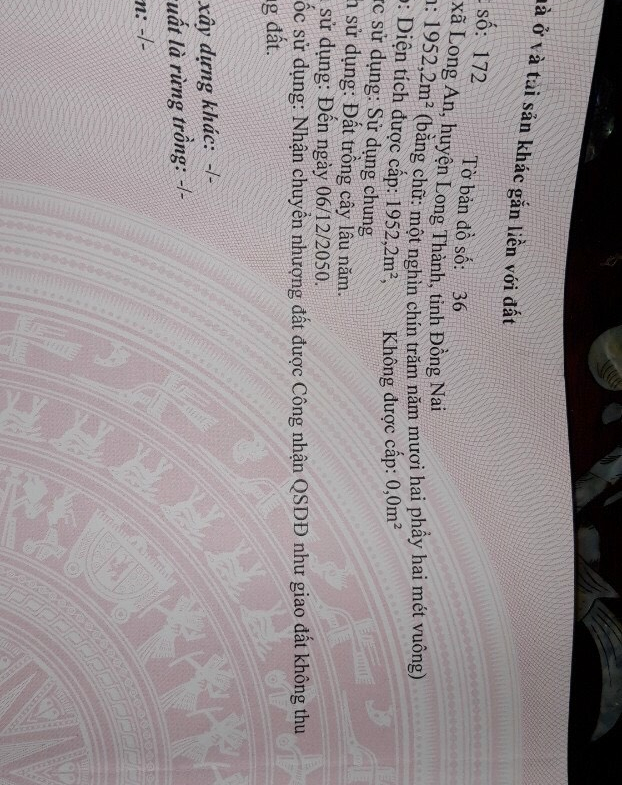 à ở và tài sản khác gắn liền với đất
số: 172 Tờ bản đồ số: 36
xã Long An, huyện Long Thành, tỉnh Đồng Nai
: 1952,2m² (bằng chữ: một nghìn chín trăm năm mươi hai phẩy hai mét vuông)
: Diện tích được cấp: 1952,2m², Không được cấp: 0,0m²
sử dụng: Sử dụng chung
sử dụng: Đất trồng cây lâu năm.
sử dụng: Đến ngày 06/12/2050.
ốc sử dụng: Nhận chuyển nhượng đất được Công nhận QSDĐ như giao đất không thu
g đất.
xây dựng khác: -/-
uất là rừng trồng: -/-
: -/-